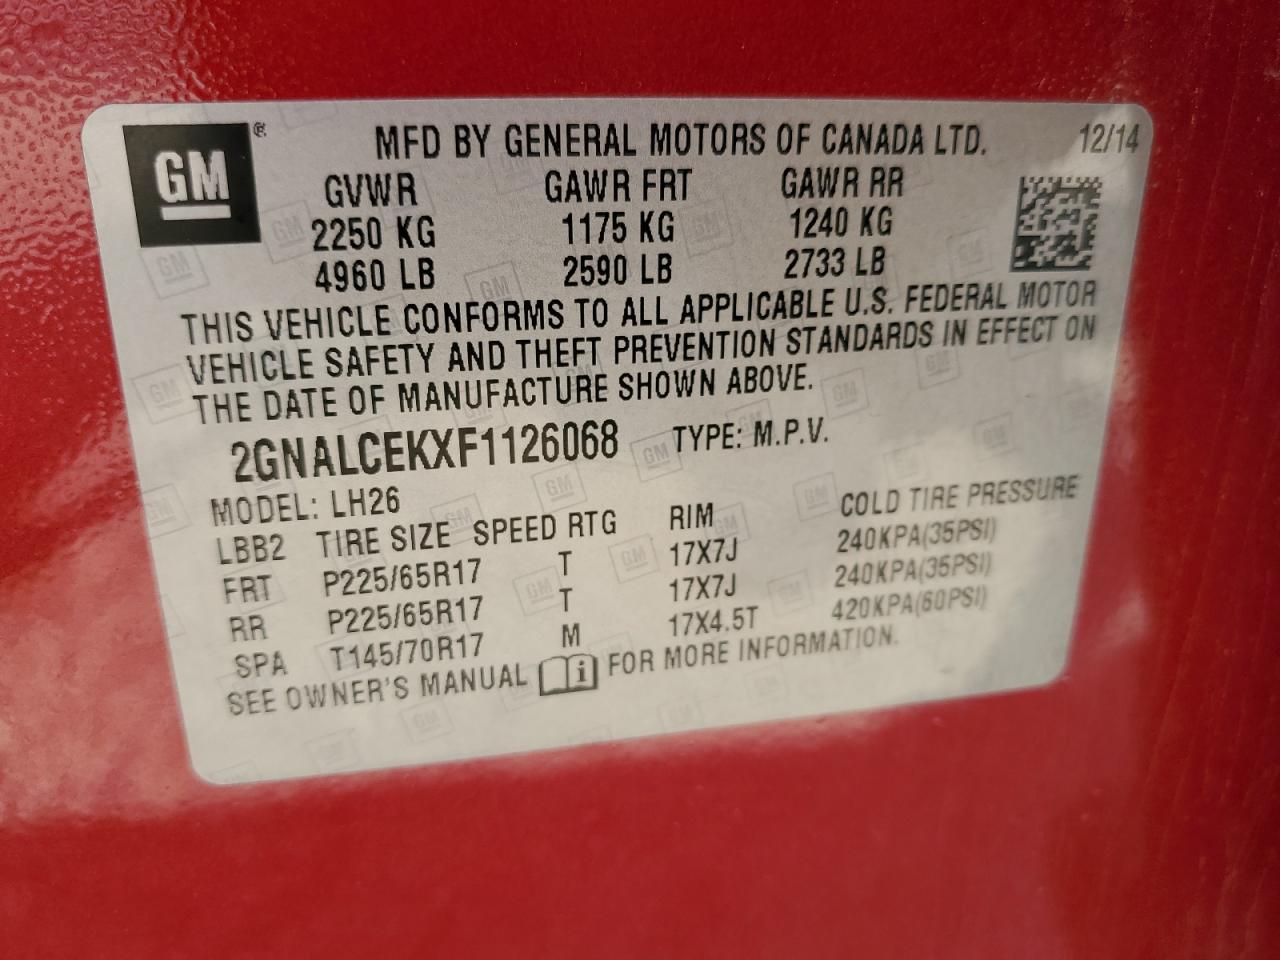 GM ® MFD BY GENERAL MOTORS OF CANADA LTD. 12/14
GVWR GAWR FRT GAWR RR
2250 KG 1175 KG 1240 KG
4960 LB 2590 LB 2733 LB
THIS VEHICLE CONFORMS TO ALL APPLICABLE U.S. FEDERAL MOTOR
VEHICLE SAFETY AND THEFT PREVENTION STANDARDS IN EFFECT ON
THE DATE OF MANUFACTURE SHOWN ABOVE.
2GNALCEKXF1126068 TYPE: M.P.V.
MODEL: LH26
LBB2 TIRE SIZE SPEED RTG RIM COLD TIRE PRESSURE
FRT P225/65R17 T 17X7J 240KPA(35PSI)
RR P225/65R17 T 17X7J 240KPA(35PSI)
SPA T145/70R17 M 17X4.5T 420KPA(60PSI)
SEE OWNER'S MANUAL i FOR MORE INFORMATION.